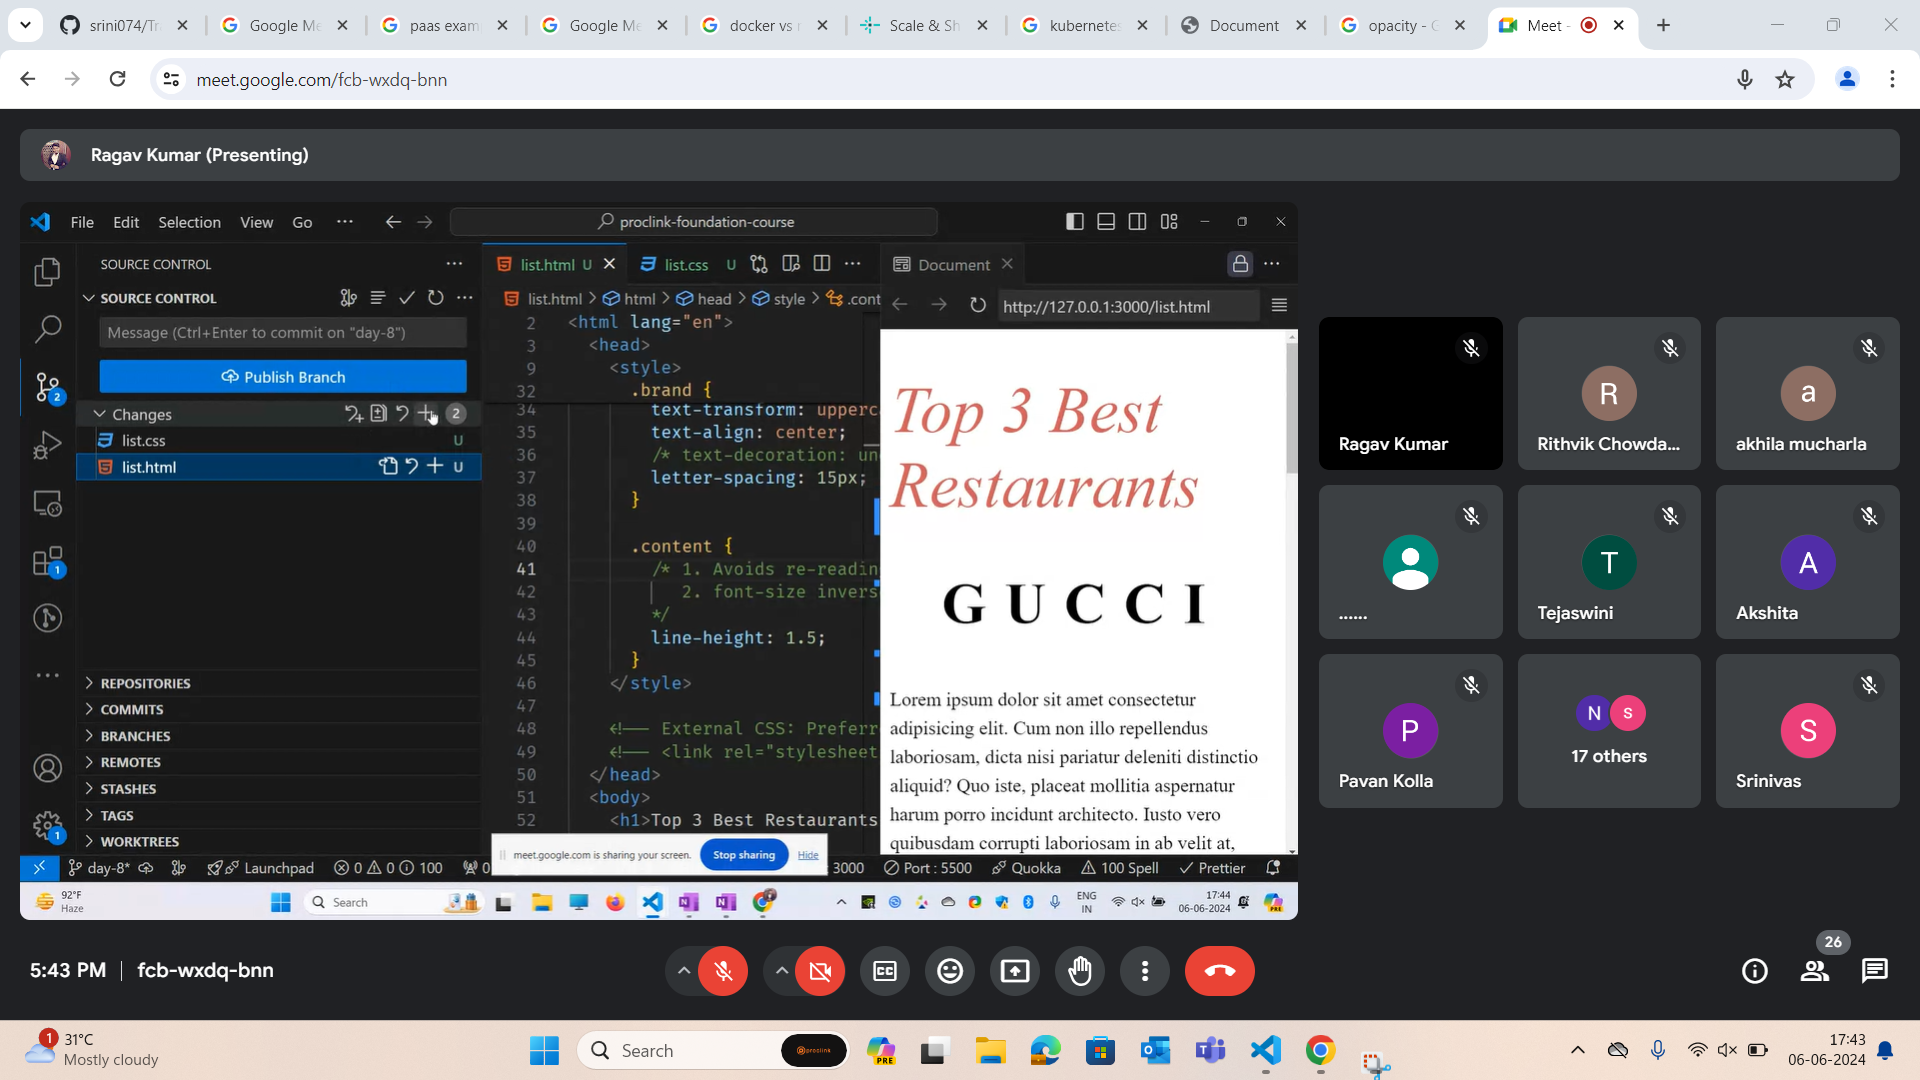 srini074/Tr
Google Me
paas exam
Google Me
docker vs r
Scale & Sh
kubernetes
Document
opacity - G
Meet -
meet.google.com/fcb-wxdq-bnn
Ragav Kumar (Presenting)
File Edit Selection View Go
proclink-foundation-course
SOURCE CONTROL
SOURCE CONTROL
Message (Ctrl+Enter to commit on "day-8")
Publish Branch
Changes 2
list.css U
list.html U
2
1
1
REPOSITORIES
COMMITS
BRANCHES
REMOTES
STASHES
TAGS
WORKTREES
list.html U
list.css U
list.html > html > head > style > .cont
2 <html lang="en">
3 <head>
9 <style>
32 .brand {
34 text-transform: upperca
35 text-align: center;
36 /* text-decoration: un
37 letter-spacing: 15px;
38 }
39
40 .content {
41 /* 1. Avoids re-readin
42 2. font-size invers
43 */
44 line-height: 1.5;
45 }
46 </style>
47
48 <!-- External CSS: Preferr
49 <!-- <link rel="stylesheet
50 </head>
51 <body>
52 <h1>Top 3 Best Restaurants
Document
http://127.0.0.1:3000/list.html
Top 3 Best
Restaurants
GUCCI
Lorem ipsum dolor sit amet consectetur
adipisicing elit. Cum non illo repellendus
laboriosam, dicta nisi pariatur deleniti distinctio
aliquid? Quo iste, placeat mollitia aspernatur
harum porro incidunt architecto. Iusto vero
quibusdam corrupti laboriosam in ab velit at,
meet.google.com is sharing your screen. Stop sharing Hide
day-8* Launchpad 0 0 100 0 3000 Port : 5500 Quokka 100 Spell Prettier
92°F
Haze
Search
ENG
IN
17:44
06-06-2024
Ragav Kumar
R
Rithvik Chowda...
a
akhila mucharla
......
T
Tejaswini
A
Akshita
P
Pavan Kolla
N S
17 others
S
Srinivas
5:43 PM | fcb-wxdq-bnn
26
1
31°C
Mostly cloudy
Search
proclink
PRE
17:43
06-06-2024